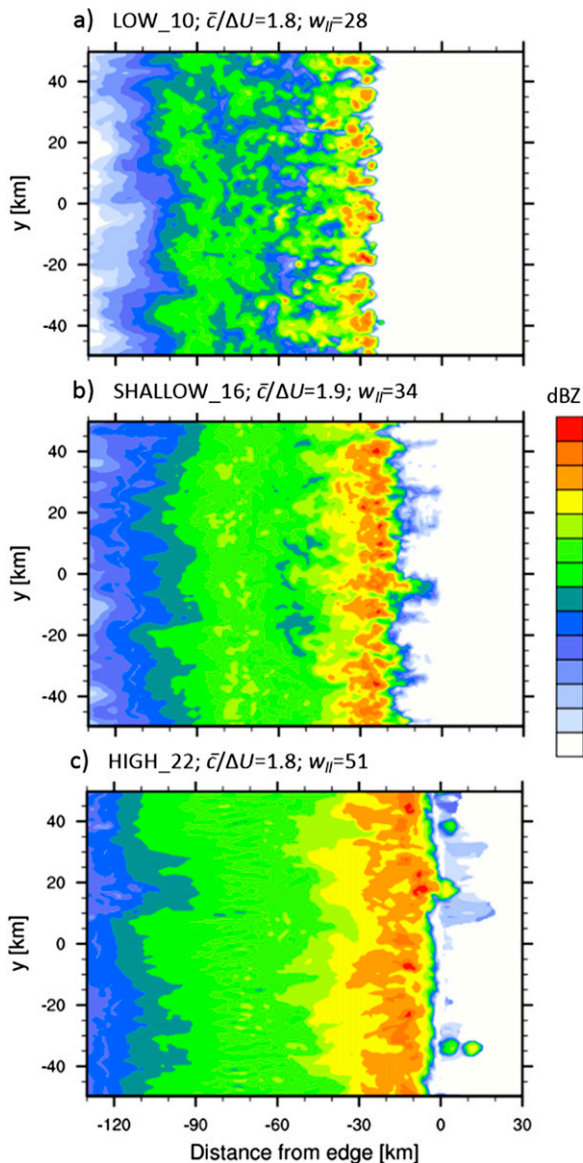 a) LOW_10; c̄/ΔU=1.8; w_ll=28
40
20
0
-20
-40
y [km]
b) SHALLOW_16; c̄/ΔU=1.9; w_ll=34
dBZ
40
20
0
-20
-40
y [km]
c) HIGH_22; c̄/ΔU=1.8; w_ll=51
40
20
0
-20
-40
y [km]
-120 -90 -60 -30 0 30
Distance from edge [km]